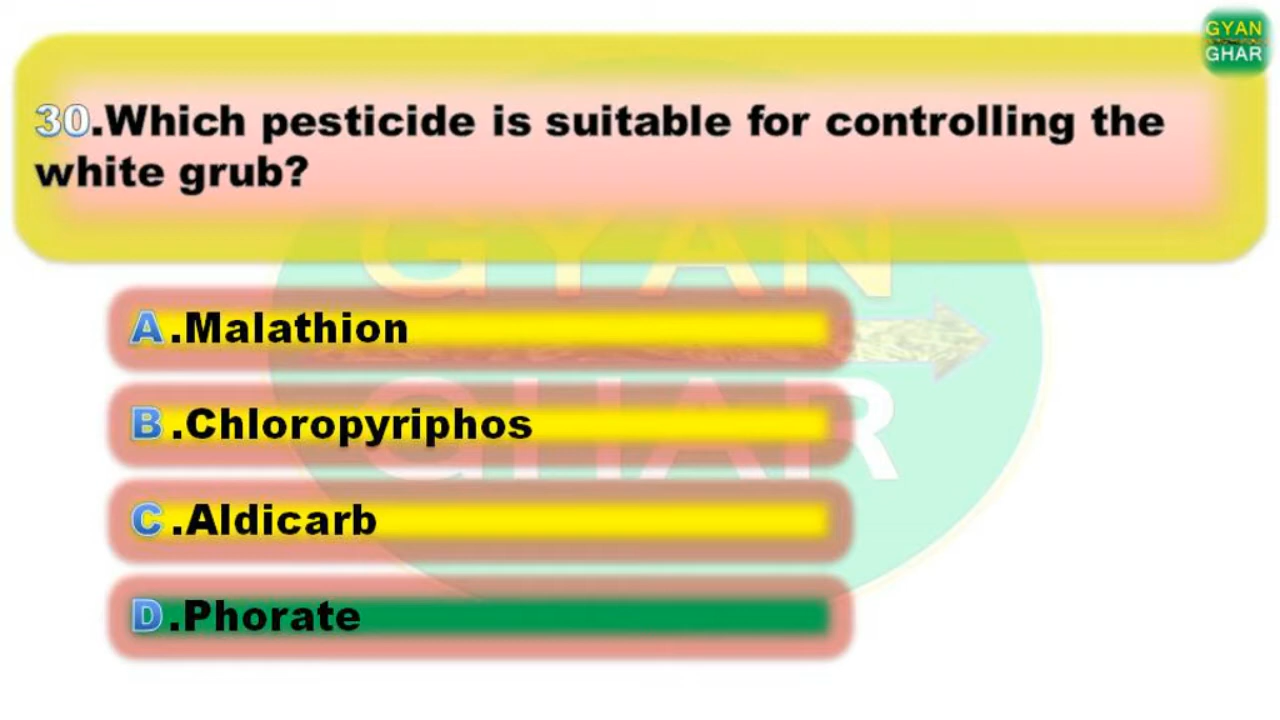 GYAN
GHAR
30.Which pesticide is suitable for controlling the
white grub?
GYAN
GHAR
A.Malathion
B.Chloropyriphos
C.Aldicarb
D.Phorate